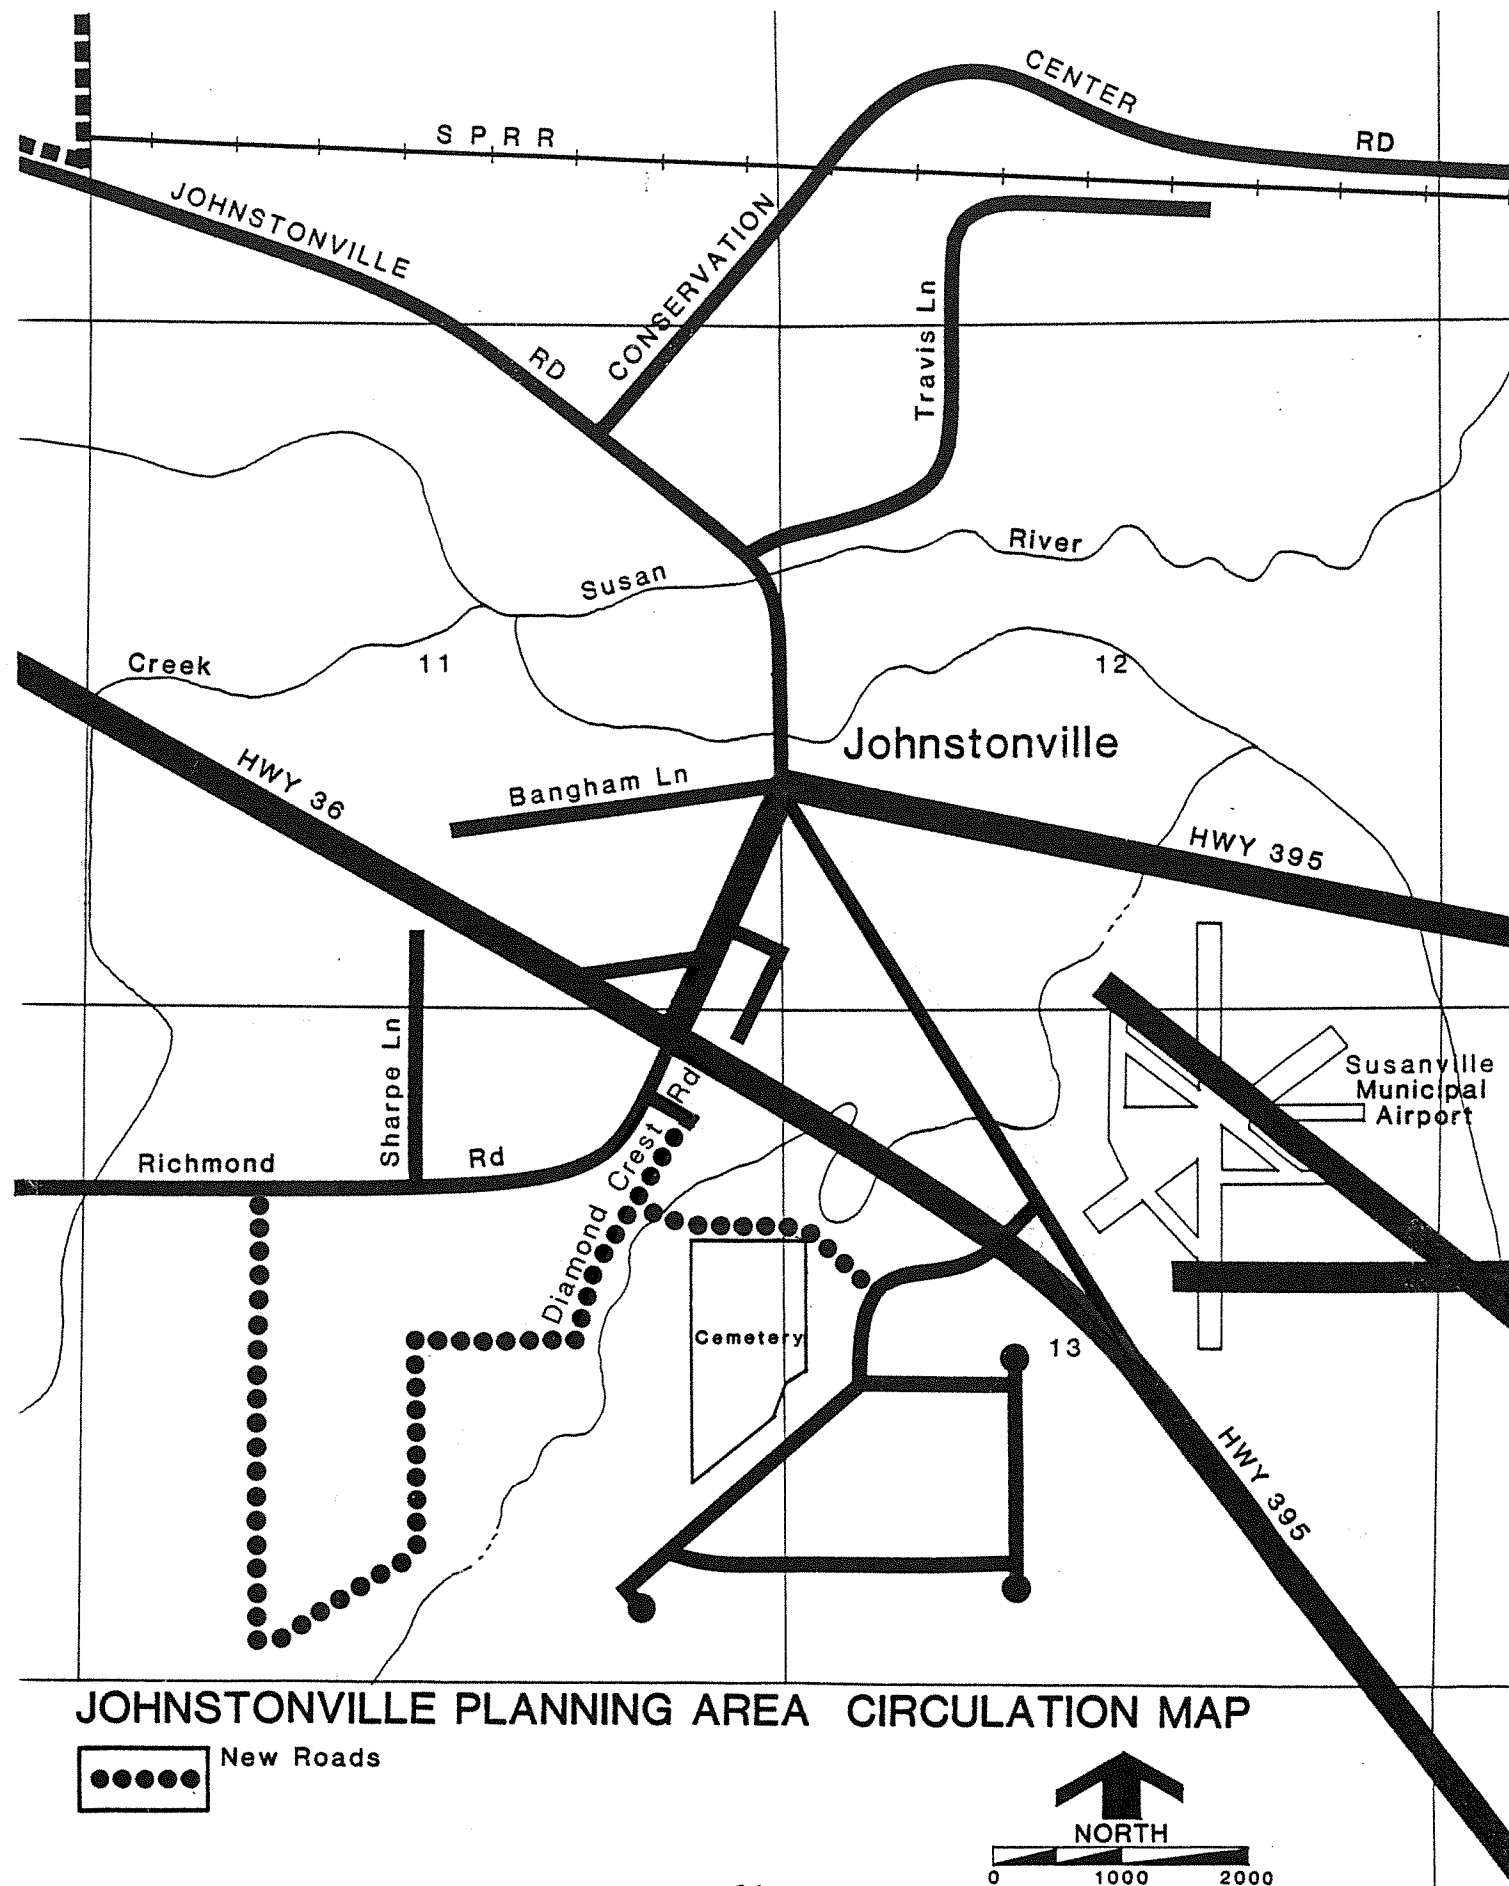 CENTER
RD
S P R R
JOHNSTONVILLE
RD
CONSERVATION
Travis Ln
River
Susan
Creek
11
12
Johnstonville
HWY 36
Bangham Ln
HWY 395
Sharpe Ln
Susanville
Municipal
Airport
Richmond
Rd
Diamond Crest Rd
Cemetery
13
HWY 395
JOHNSTONVILLE PLANNING AREA CIRCULATION MAP
New Roads
NORTH
0 1000 2000